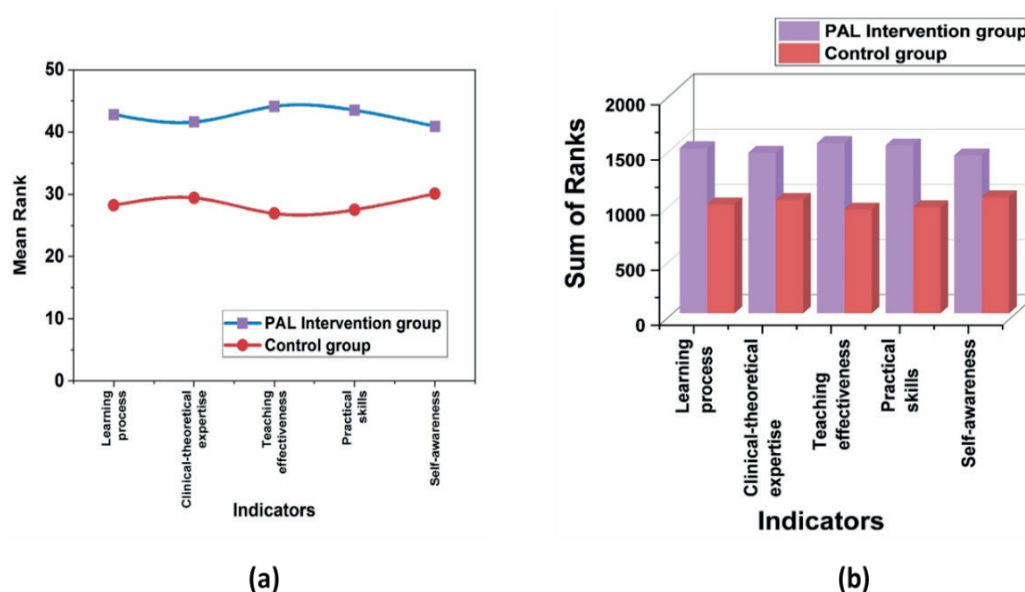 50
40
30
20
10
0
Mean Rank
PAL Intervention group
Control group
Learning
process
Clinical-theoretical
expertise
Teaching
effectiveness
Practical
skills
Self-awareness
Indicators
(a)
PAL Intervention group
Control group
2000
1500
1000
500
0
Sum of Ranks
Learning
process
Clinical-theoretical
expertise
Teaching
effectiveness
Practical
skills
Self-awareness
Indicators
(b)